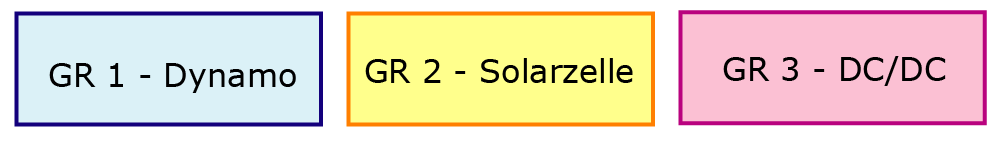 GR 1 - Dynamo
GR 2 - Solarzelle
GR 3 - DC/DC